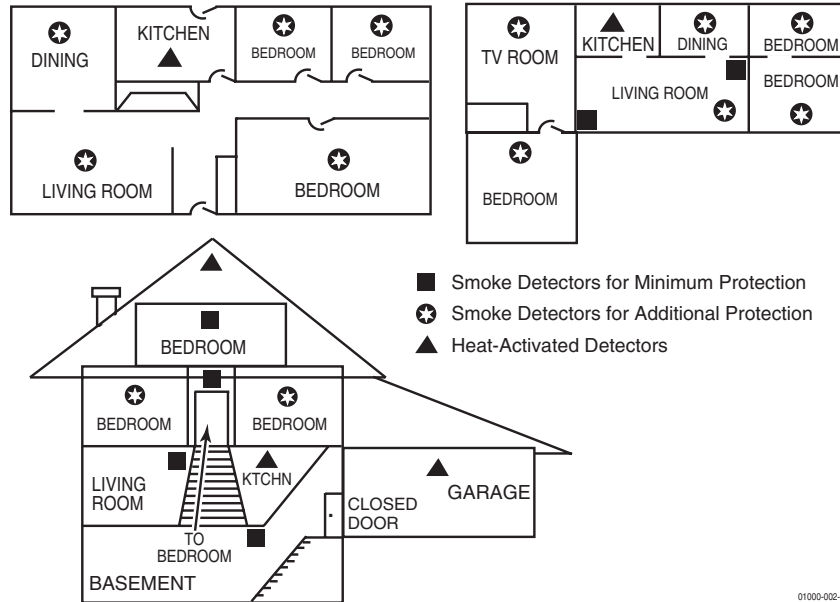 DINING
KITCHEN
BEDROOM
BEDROOM
LIVING ROOM
BEDROOM
TV ROOM
KITCHEN
DINING
BEDROOM
LIVING ROOM
BEDROOM
BEDROOM
Smoke Detectors for Minimum Protection
Smoke Detectors for Additional Protection
Heat-Activated Detectors
BEDROOM
BEDROOM
BEDROOM
LIVING
ROOM
KTCHN
TO
BEDROOM
BASEMENT
CLOSED
DOOR
GARAGE